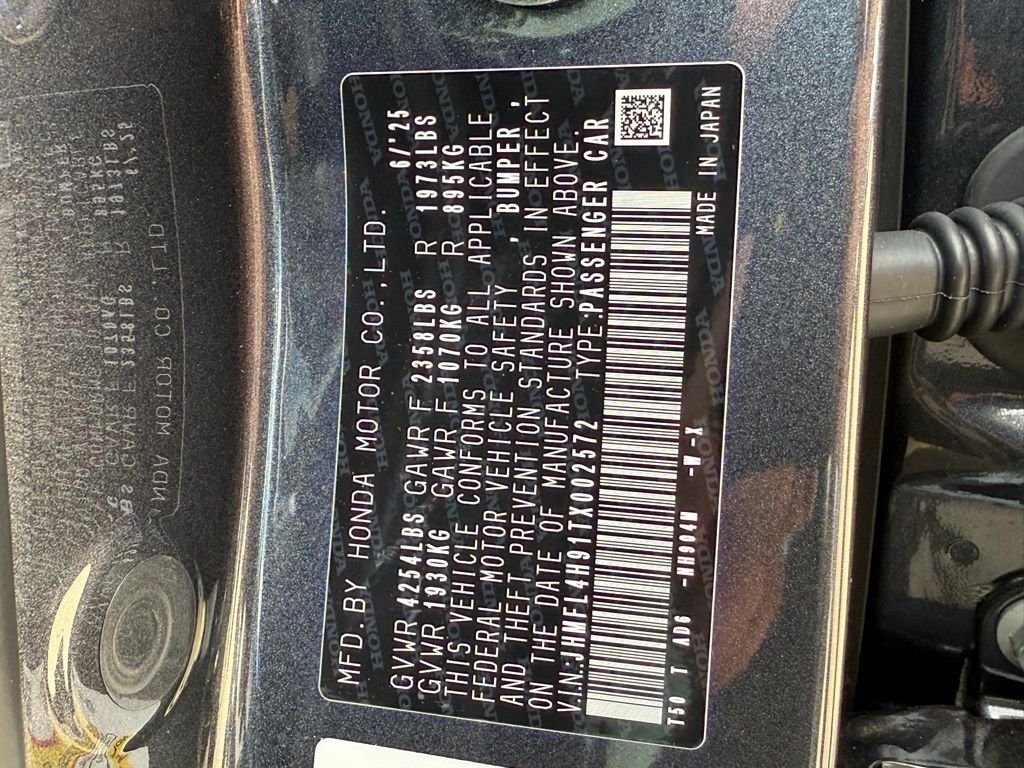 MFD.BY HONDA MOTOR CO.,LTD. 6/'25
GVWR 4254LBS GAWR F 2358LBS R 1973LBS
GVWR 1930KG GAWR F 1070KG R 895KG
THIS VEHICLE CONFORMS TO ALL APPLICABLE
FEDERAL MOTOR VEHICLE SAFETY , BUMPER ,
AND THEFT PREVENTION STANDARDS IN EFFECT
ON THE DATE OF MANUFACTURE SHOWN ABOVE.
V.I.N:JHMFL4H91TX002572 TYPE:PASSENGER CAR
T50 T AD6 -NH904M -W-X MADE IN JAPAN